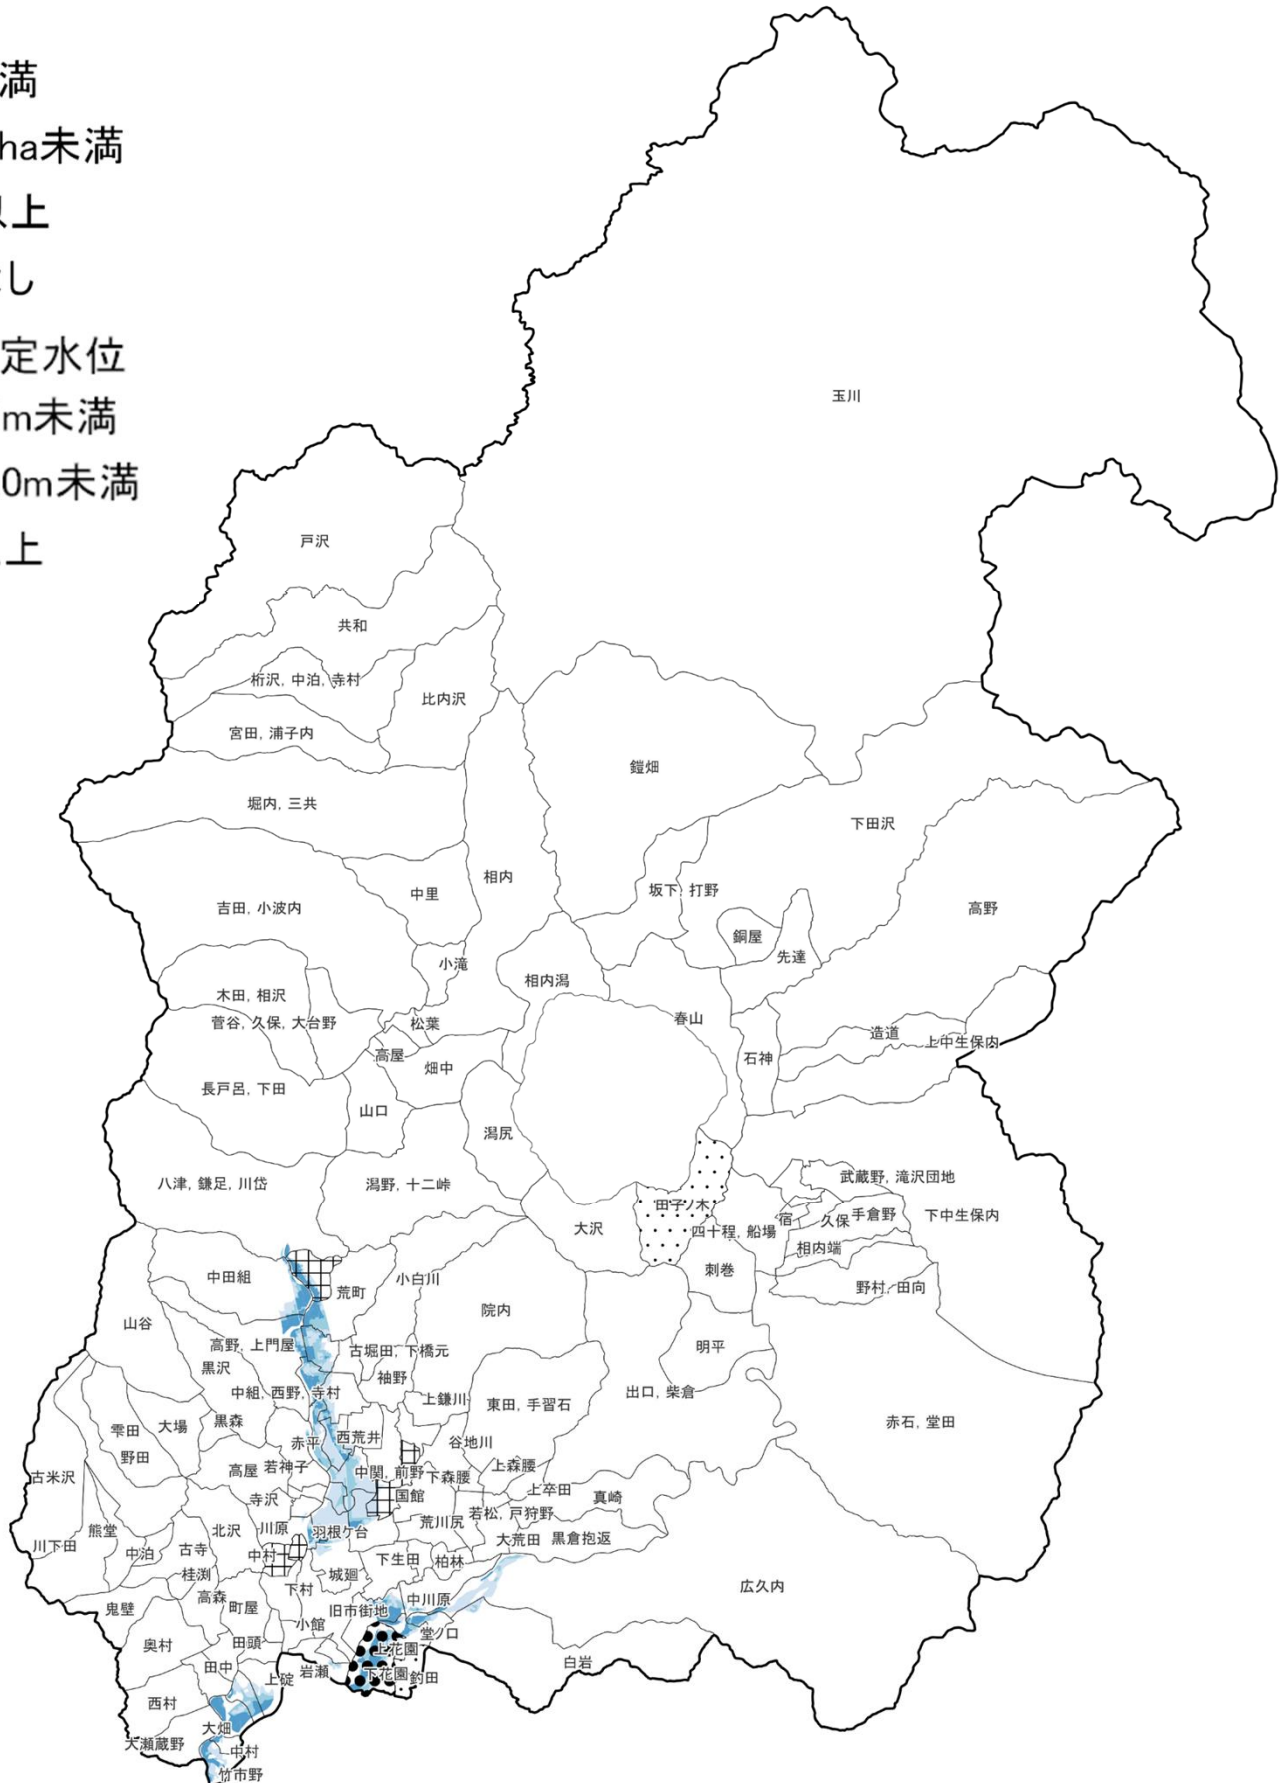 満
ha未満
以上
なし
定水位
m未満
0m未満
上
玉川
戸沢
共和
桁沢, 中泊, 寺村
比内沢
宮田, 浦子内
鎧畑
堀内, 三共
下田沢
相内
坂下, 打野
中里
吉田, 小波内
高野
銅屋
先達
小滝
相内潟
木田, 相沢
春山
菅谷, 久保, 大台野
松葉
造道
上中生保内
高屋
石神
畑中
長戸呂, 下田
山口
潟尻
武蔵野, 滝沢団地
八津, 鎌足, 川岱
潟野, 十二峠
田子ノ木
手倉野
下中生保内
宿
久保
大沢
四十程, 船場
相内端
刺巻
中田組
小白川
野村, 田向
荒町
院内
山谷
高野, 上門屋
明平
古堀田, 下橋元
黒沢
袖野
中組, 西野, 寺村
出口, 柴倉
上鎌川
東田, 手習石
黒森
赤石, 堂田
大場
雫田
西荒井
赤平
谷地川
野田
上森腰
若神子
高屋
中関, 前野
下森腰
古米沢
上卒田
国館
真崎
寺沢
若松, 戸狩野
荒川尻
川原
北沢
熊堂
羽根ケ台
大荒田
黒倉抱返
川下田
古寺
中泊
中村
下生田
柏林
桂渕
城廻
広久内
下村
高森
中川原
町屋
鬼壁
旧市街地
小館
堂ノ口
田頭
奥村
上花園
白岩
田中
岩瀬
下花園
釣田
上碇
西村
大畑
大瀬蔵野
中村
竹市野